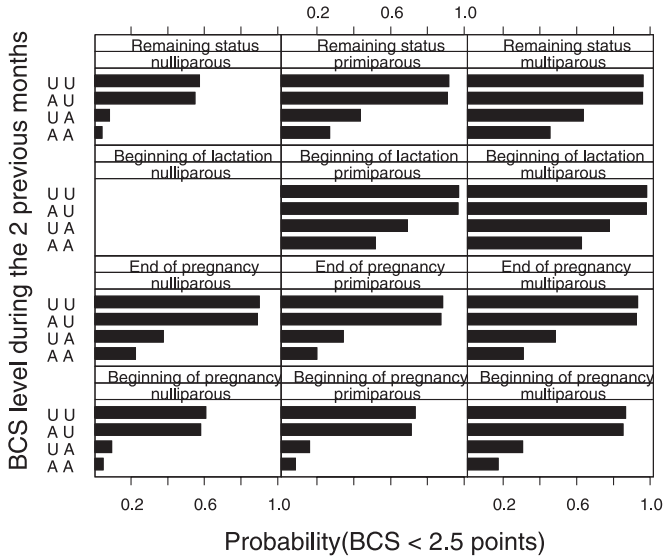 0.2 0.6 1.0
Remaining status Remaining status Remaining status
nulliparous primiparous multiparous
U U
A U
U A
A A
Beginning of lactation Beginning of lactation Beginning of lactation
nulliparous primiparous multiparous
U U
A U
U A
A A
End of pregnancy End of pregnancy End of pregnancy
nulliparous primiparous multiparous
U U
A U
U A
A A
Beginning of pregnancy Beginning of pregnancy Beginning of pregnancy
nulliparous primiparous multiparous
U U
A U
U A
A A
0.2 0.6 1.0 0.2 0.6 1.0
Probability(BCS < 2.5 points)
BCS level during the 2 previous months